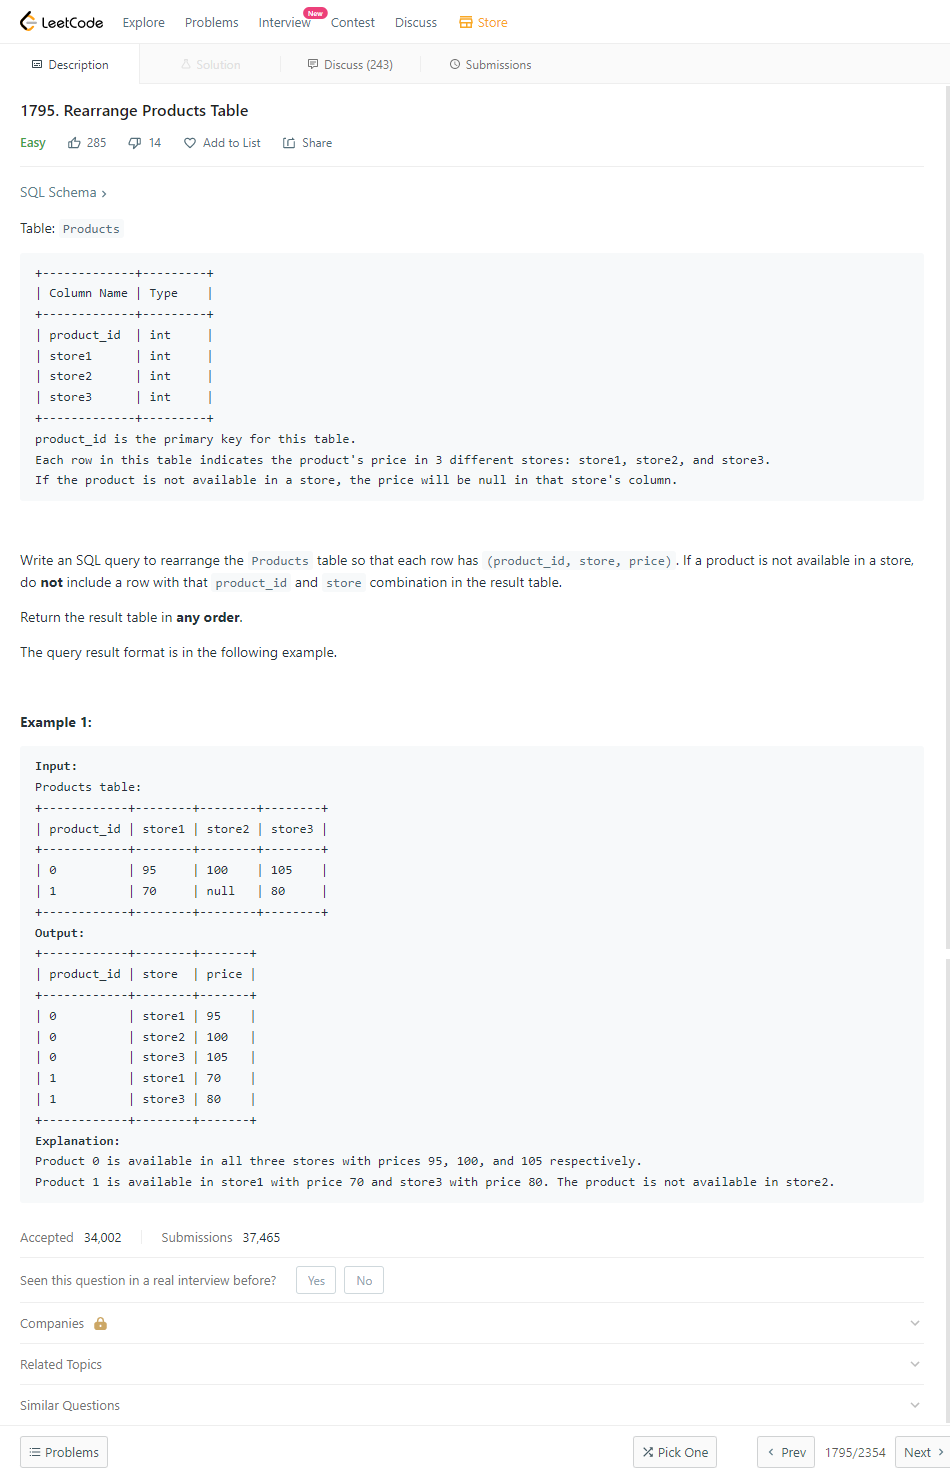 LeetCode Explore Problems Interview New Contest Discuss Store
Description Solution Discuss (243) Submissions
1795. Rearrange Products Table
Easy 285 14 Add to List Share
SQL Schema >
Table: Products
+-------------+---------+
| Column Name | Type    |
+-------------+---------+
| product_id  | int     |
| store1      | int     |
| store2      | int     |
| store3      | int     |
+-------------+---------+
product_id is the primary key for this table.
Each row in this table indicates the product's price in 3 different stores: store1, store2, and store3.
If the product is not available in a store, the price will be null in that store's column.
Write an SQL query to rearrange the Products table so that each row has (product_id, store, price). If a product is not available in a store,
do not include a row with that product_id and store combination in the result table.
Return the result table in any order.
The query result format is in the following example.
Example 1:
Input:
Products table:
+------------+--------+--------+--------+
| product_id | store1 | store2 | store3 |
+------------+--------+--------+--------+
| 0          | 95     | 100    | 105    |
| 1          | 70     | null   | 80     |
+------------+--------+--------+--------+
Output:
+------------+--------+-------+
| product_id | store  | price |
+------------+--------+-------+
| 0          | store1 | 95    |
| 0          | store2 | 100   |
| 0          | store3 | 105   |
| 1          | store1 | 70    |
| 1          | store3 | 80    |
+------------+--------+-------+
Explanation:
Product 0 is available in all three stores with prices 95, 100, and 105 respectively.
Product 1 is available in store1 with price 70 and store3 with price 80. The product is not available in store2.
Accepted 34,002 Submissions 37,465
Seen this question in a real interview before? Yes No
Companies
Related Topics
Similar Questions
Problems Pick One < Prev 1795/2354 Next >